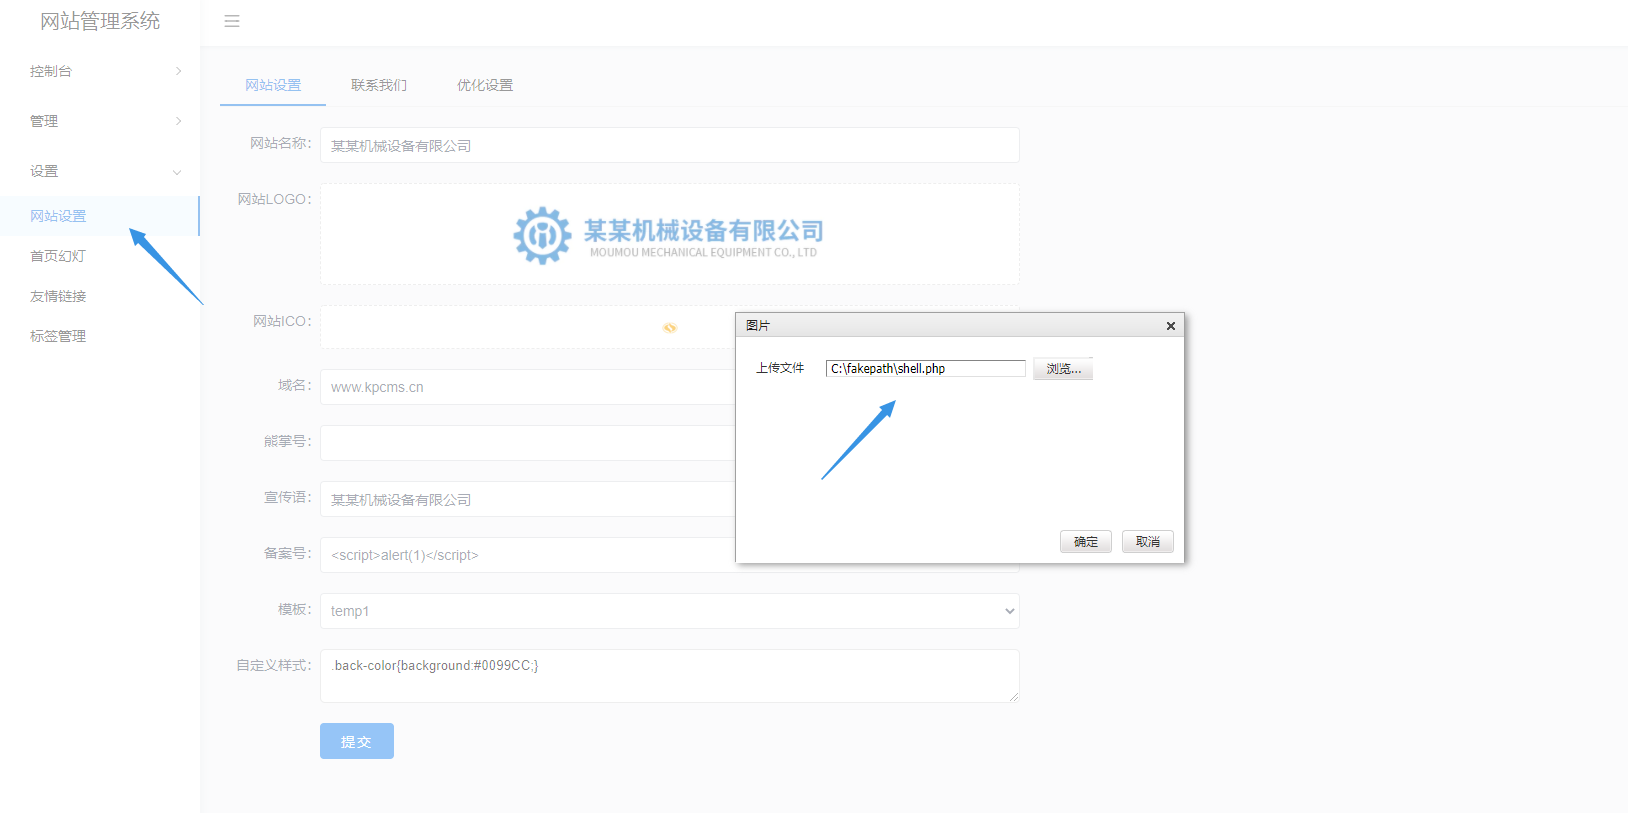 网站管理系统
控制台
管理
设置
网站设置
首页幻灯
友情链接
标签管理
网站设置
联系我们
优化设置
网站名称：
某某机械设备有限公司
网站LOGO：
某某机械设备有限公司
MOUMOU MECHANICAL EQUIPMENT CO., LTD
网站ICO：
域名：
www.kpcms.cn
熊掌号：
宣传语：
某某机械设备有限公司
备案号：
<script>alert(1)</script>
模板：
temp1
自定义样式：
.back-color{background:#0099CC;}
提交
图片
上传文件
C:\fakepath\shell.php
浏览...
确定
取消